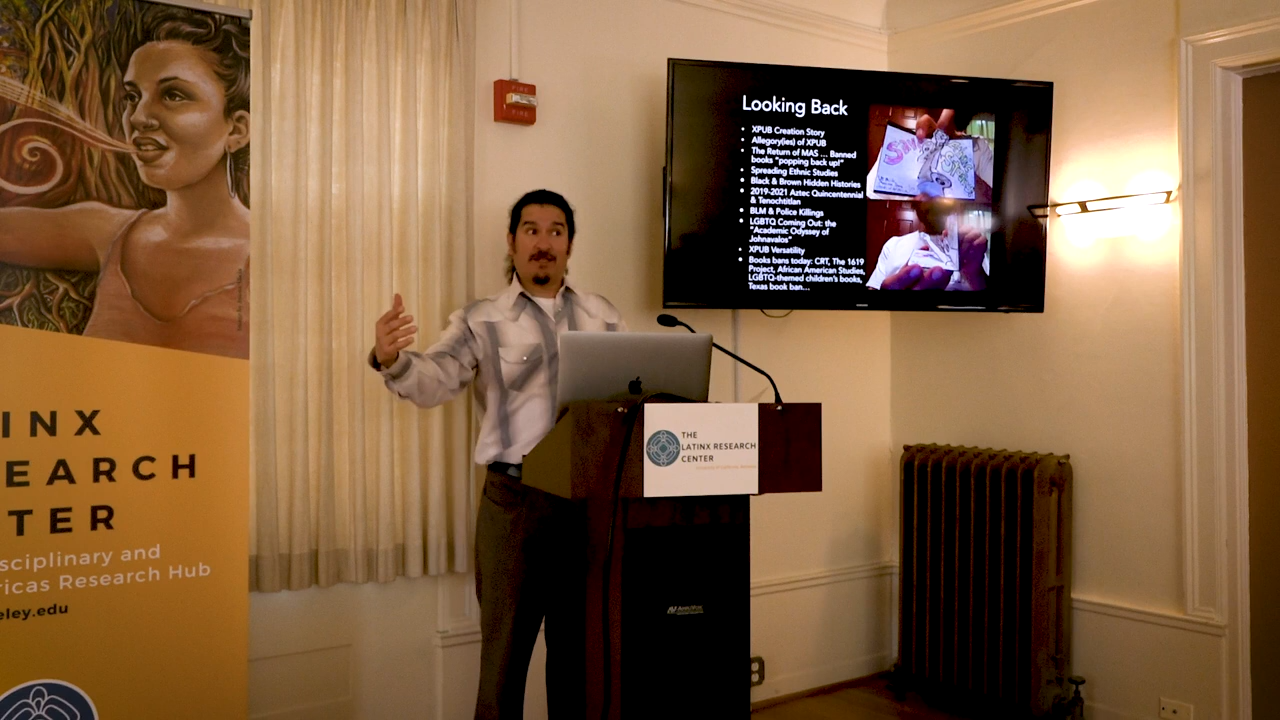 INX
EARCH
TER
sciplinary and
ricas Research Hub
eley.edu
FIRE
FIRE
Looking Back
• XPUB Creation Story
• Allegory(ies) of XPUB
• The Return of MAS ... Banned
books “popping back up!”
• Spreading Ethnic Studies
• Black & Brown Hidden Histories
• 2019-2021 Aztec Quincentennial
& Tenochtitlan
• BLM & Police Killings
• LGBTQ Coming Out: the
“Academic Odyssey of
Johnavalos”
• XPUB Versatility
• Books bans today: CRT, The 1619
Project, African American Studies,
LGBTQ-themed children's books,
Texas book ban...
THE
LATINX RESEARCH
CENTER